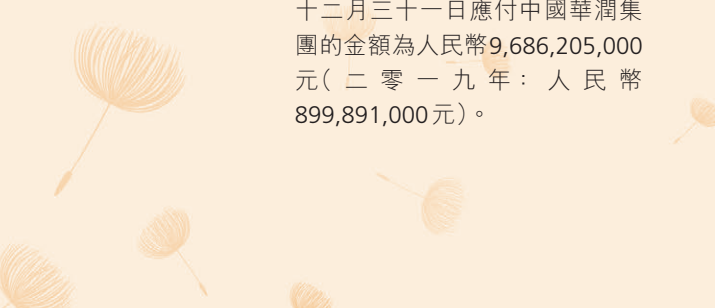 十二月三十一日應付中國華潤集
團的金額為人民幣9,686,205,000
元（二零一九年：人民幣
899,891,000元）。